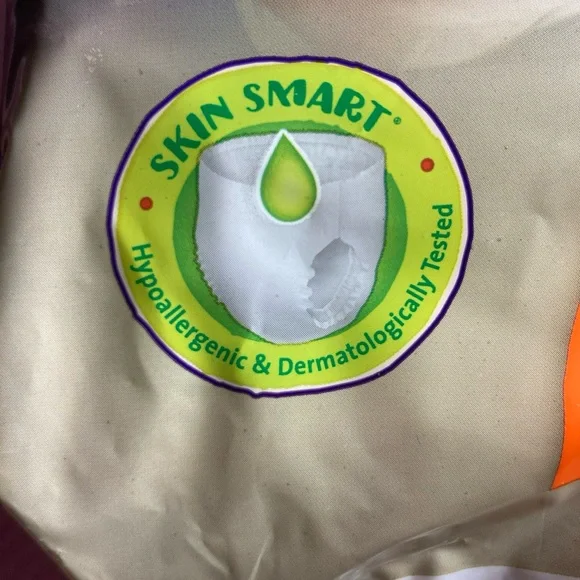 SKIN SMART®
Hypoallergenic & Dermatologically Tested